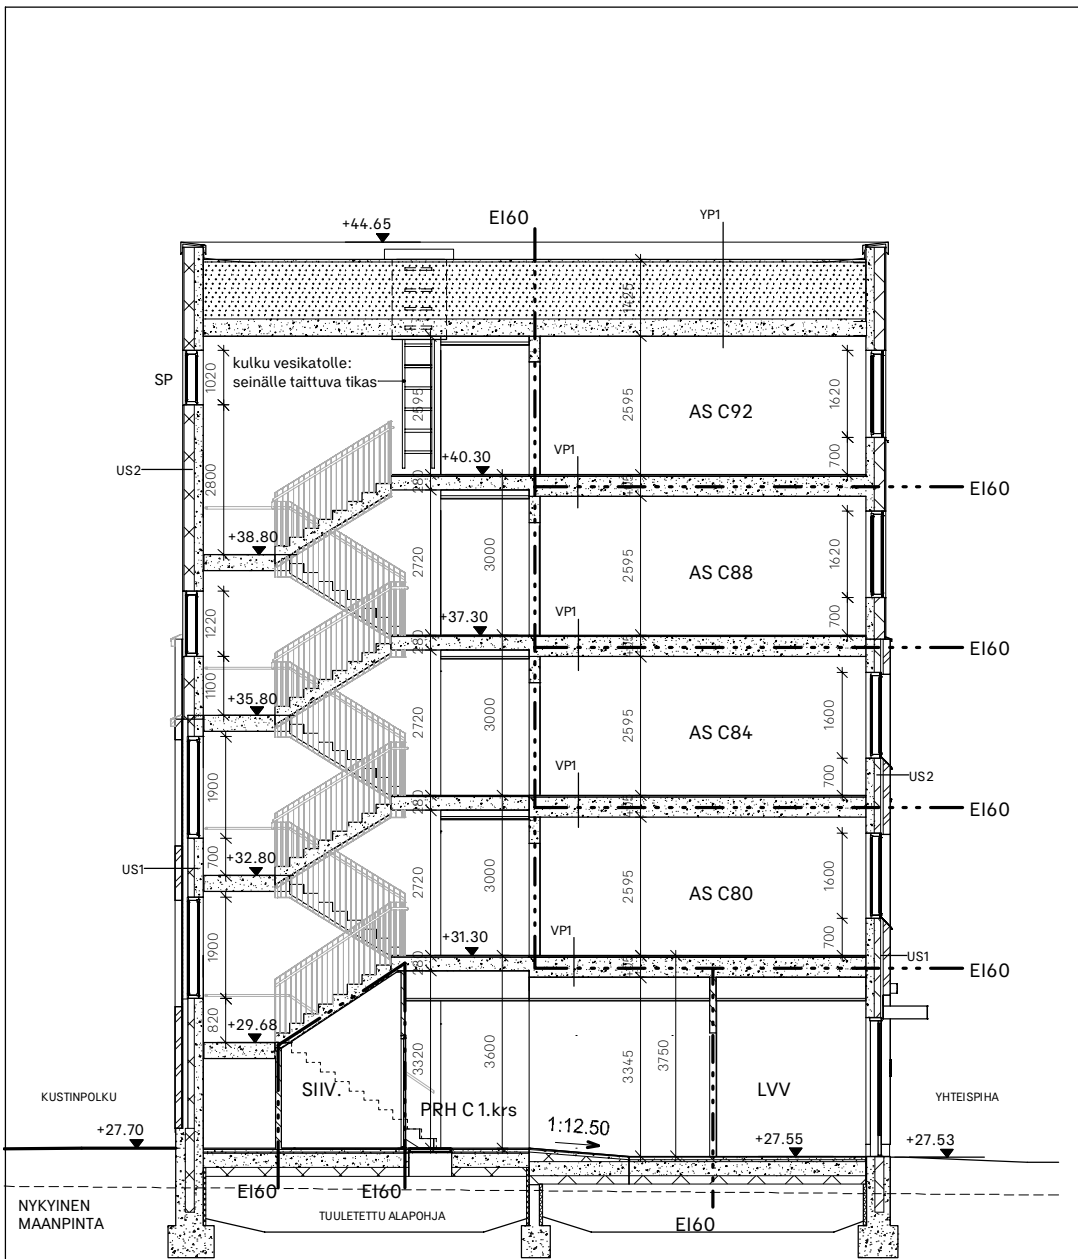 EI60
YP1
+44.65
1425
kulku vesikatolle:
seinälle taittuva tikas
SP
1020
2595
2595
AS C92
1620
700
VP1
+40.30
US2
2800
280
EI60
+38.80
2720
3000
2595
AS C88
1620
700
VP1
1220
+37.30
280
EI60
1100
+35.80
2720
3000
2595
AS C84
1600
700
VP1
US2
1900
280
EI60
700
+32.80
US1
2720
3000
2595
AS C80
1600
700
VP1
+31.30
1900
280
US1
EI60
820
+29.68
3320
3600
3345
3750
SIIV.
PRH C 1.krs
LVV
KUSTINPOLKU
YHTEISPIHA
1:12.50
+27.70
+27.55
+27.53
EI60
EI60
EI60
NYKYINEN
MAANPINTA
TUULETETTU ALAPOHJA